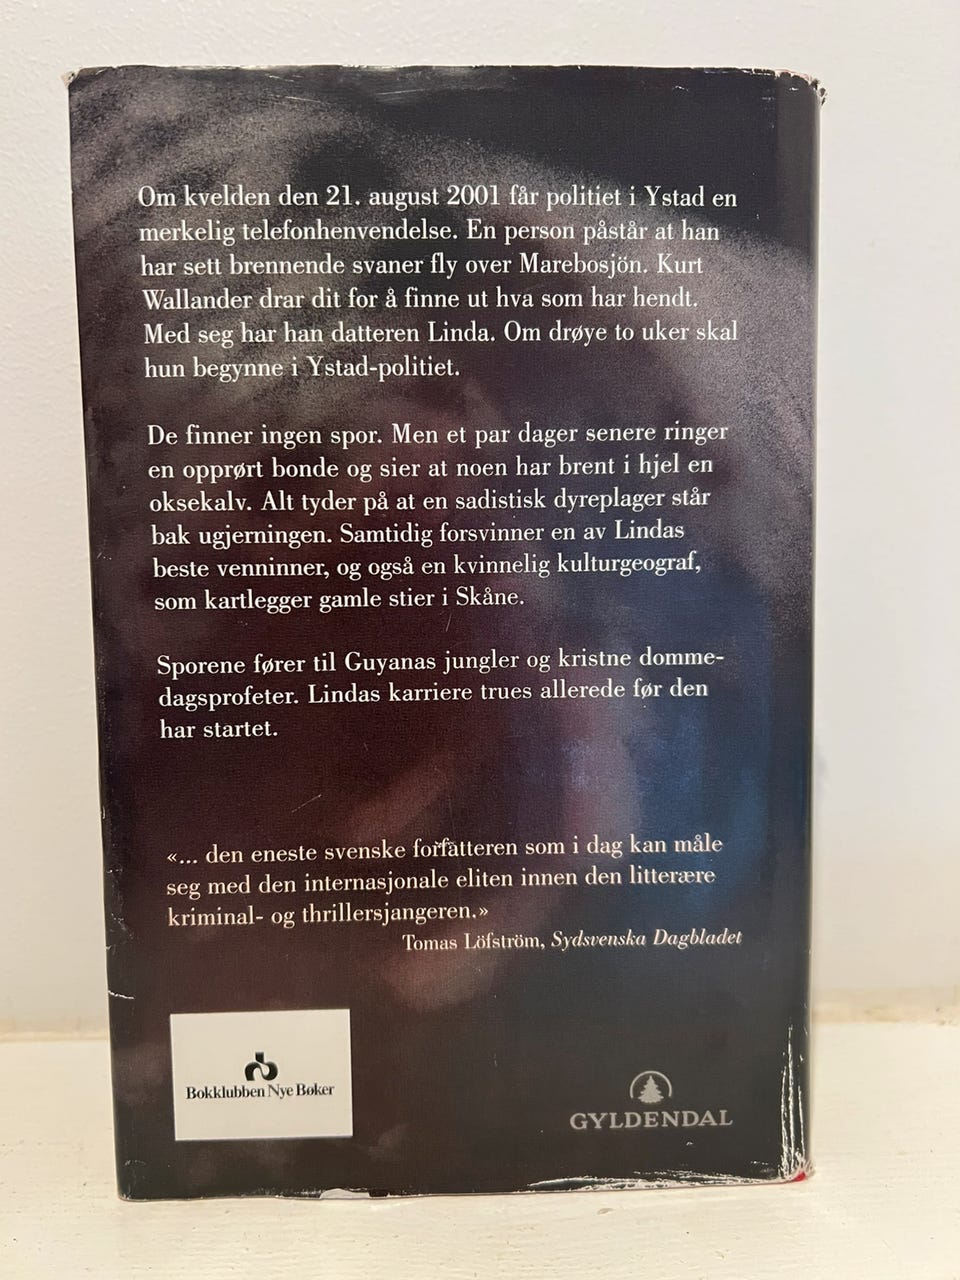 Om kvelden den 21. august 2001 får politiet i Ystad en
merkelig telefonhenvendelse. En person påstår at han
har sett brennende svaner fly over Marebosjön. Kurt
Wallander drar dit for å finne ut hva som har hendt.
Med seg har han datteren Linda. Om drøye to uker skal
hun begynne i Ystad-politiet.
De finner ingen spor. Men et par dager senere ringer
en opprørt bonde og sier at noen har brent i hjel en
oksekalv. Alt tyder på at en sadistisk dyreplager står
bak ugjerningen. Samtidig forsvinner en av Lindas
beste venninner, og også en kvinnelig kulturgeograf,
som kartlegger gamle stier i Skåne.
Sporene fører til Guyanas jungler og kristne domme-
dagsprofeter. Lindas karriere trues allerede før den
har startet.
«... den eneste svenske forfatteren som i dag kan måle
seg med den internasjonale eliten innen den litterære
kriminal- og thrillersjangeren.»
Tomas Löfström, Sydsvenska Dagbladet
Bokklubben Nye Bøker
GYLDENDAL